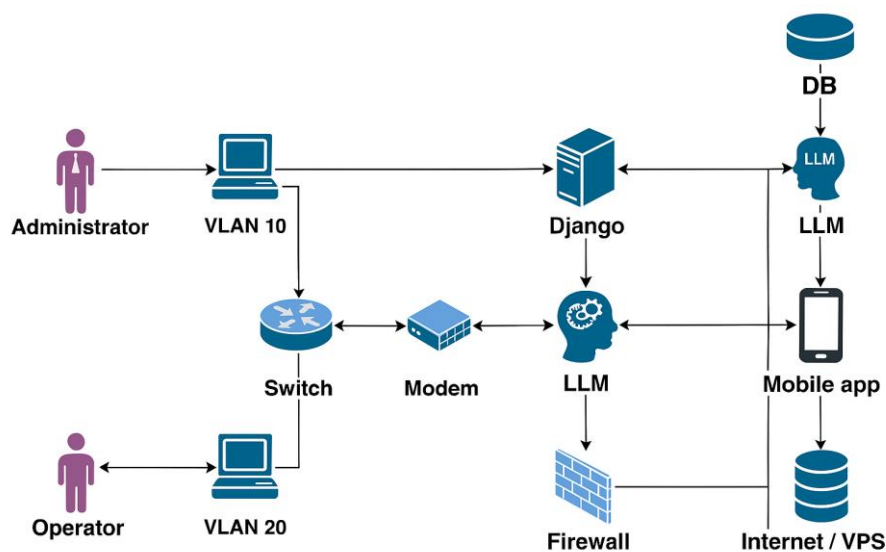 DB
LLM
Administrator
VLAN 10
Django
LLM
Switch
Modem
LLM
Mobile app
Operator
VLAN 20
Firewall
Internet / VPS